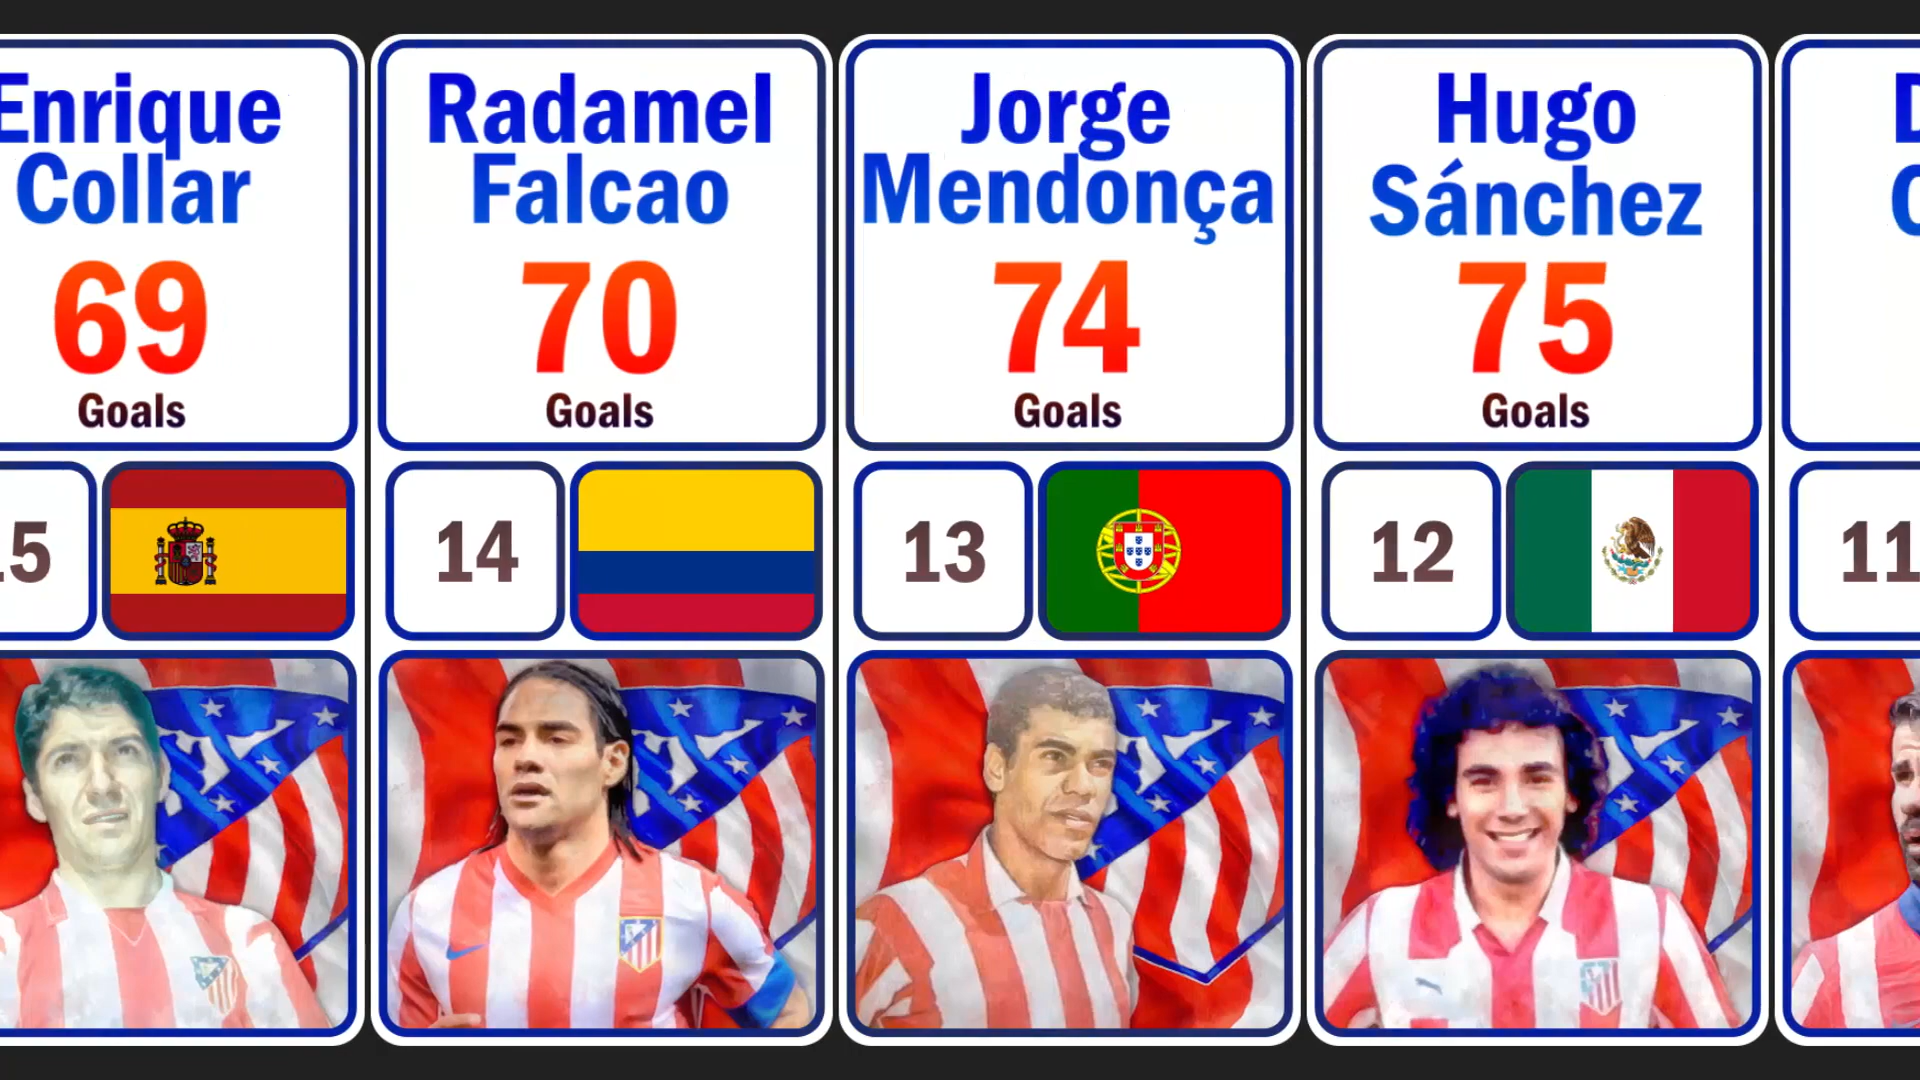 Enrique
Collar
69
Goals
15
Radamel
Falcao
70
Goals
14
Jorge
Mendonça
74
Goals
13
Hugo
Sánchez
75
Goals
12
D
C
11